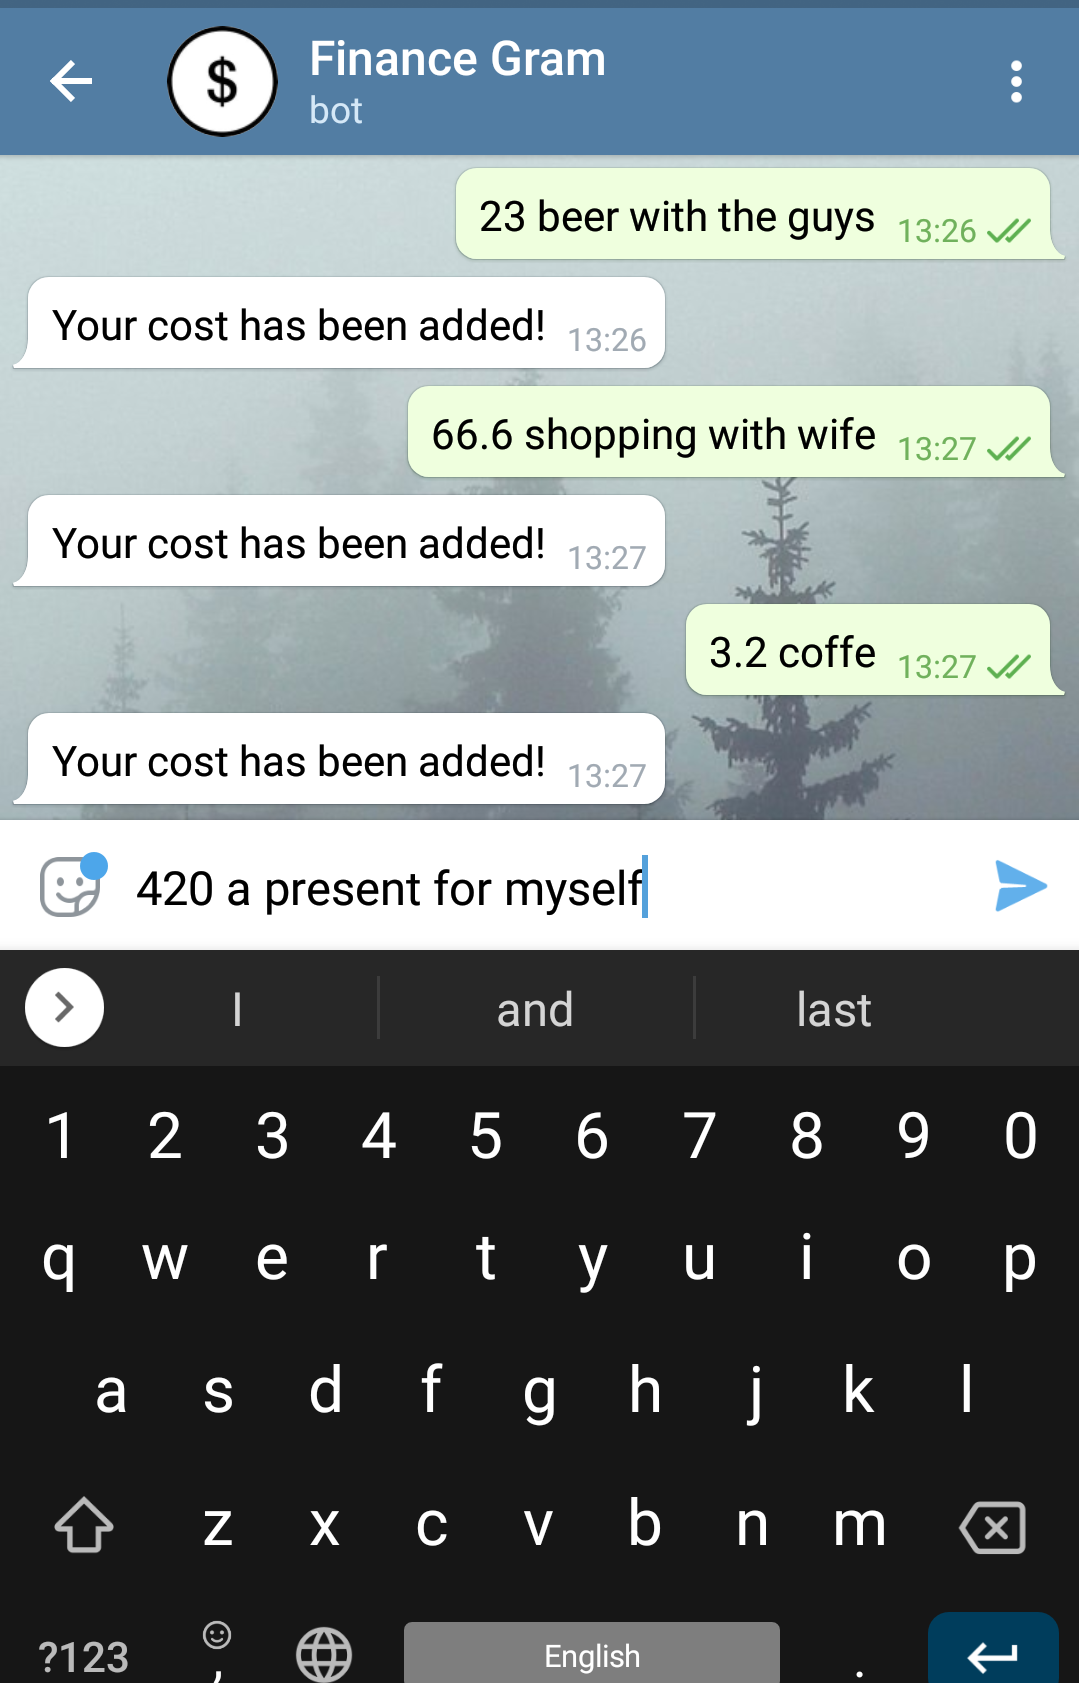 $
Finance Gram
bot
23 beer with the guys 13:26
Your cost has been added! 13:26
66.6 shopping with wife 13:27
Your cost has been added! 13:27
3.2 coffe 13:27
Your cost has been added! 13:27
420 a present for myself
I and last
1 2 3 4 5 6 7 8 9 0
q w e r t y u i o p
a s d f g h j k l
z x c v b n m
?123 , English .